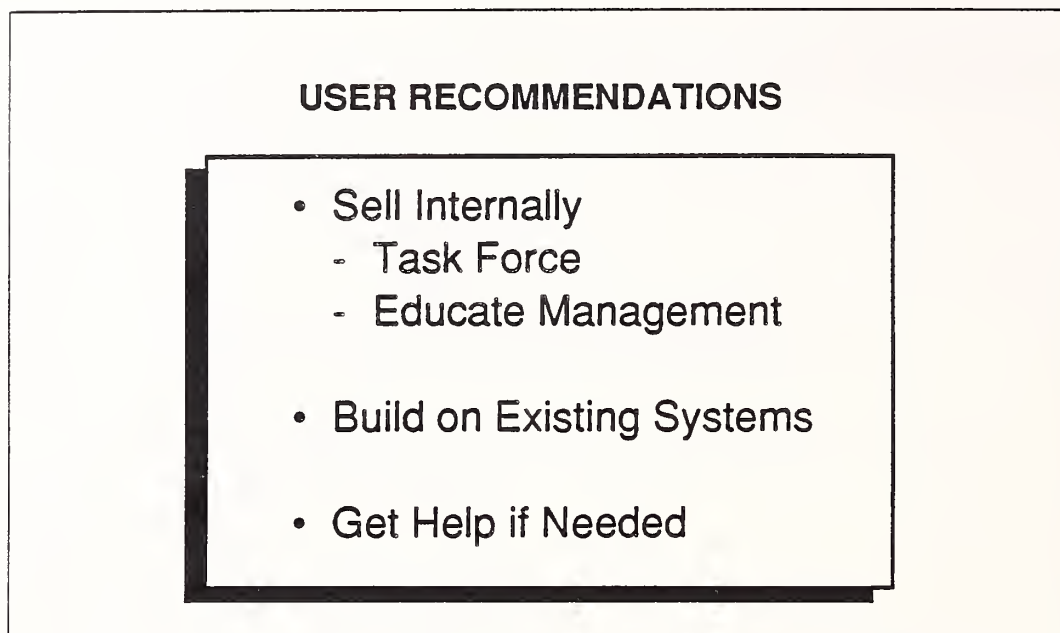 USER RECOMMENDATIONS
• Sell Internally
- Task Force
- Educate Management
• Build on Existing Systems
• Get Help if Needed